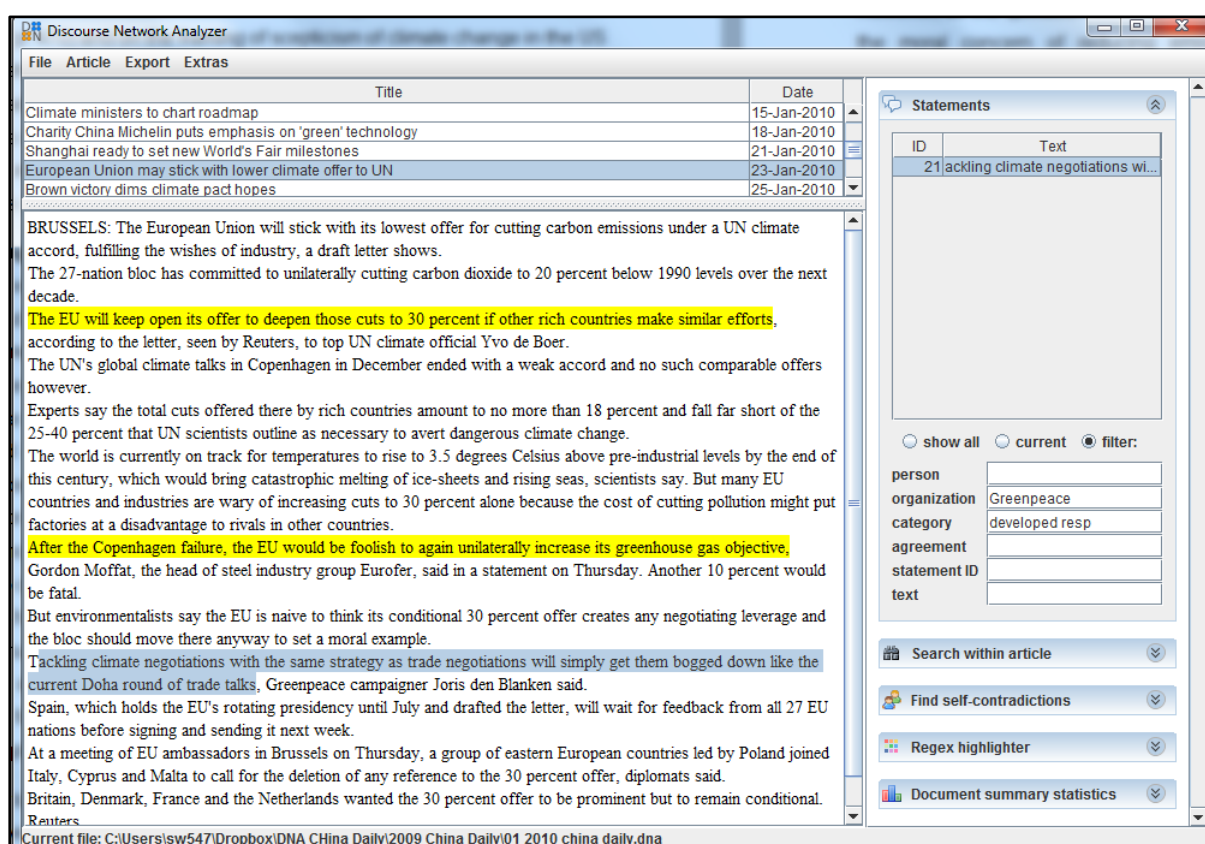 Discourse Network Analyzer
File Article Export Extras
Title Date
Climate ministers to chart roadmap 15-Jan-2010
Charity China Michelin puts emphasis on 'green' technology 18-Jan-2010
Shanghai ready to set new World's Fair milestones 21-Jan-2010
European Union may stick with lower climate offer to UN 23-Jan-2010
Brown victory dims climate pact hopes 25-Jan-2010
BRUSSELS: The European Union will stick with its lowest offer for cutting carbon emissions under a UN climate
accord, fulfilling the wishes of industry, a draft letter shows.
The 27-nation bloc has committed to unilaterally cutting carbon dioxide to 20 percent below 1990 levels over the next
decade.
The EU will keep open its offer to deepen those cuts to 30 percent if other rich countries make similar efforts,
according to the letter, seen by Reuters, to top UN climate official Yvo de Boer.
The UN's global climate talks in Copenhagen in December ended with a weak accord and no such comparable offers
however.
Experts say the total cuts offered there by rich countries amount to no more than 18 percent and fall far short of the
25-40 percent that UN scientists outline as necessary to avert dangerous climate change.
The world is currently on track for temperatures to rise to 3.5 degrees Celsius above pre-industrial levels by the end of
this century, which would bring catastrophic melting of ice-sheets and rising seas, scientists say. But many EU
countries and industries are wary of increasing cuts to 30 percent alone because the cost of cutting pollution might put
factories at a disadvantage to rivals in other countries.
After the Copenhagen failure, the EU would be foolish to again unilaterally increase its greenhouse gas objective,
Gordon Moffat, the head of steel industry group Eurofer, said in a statement on Thursday. Another 10 percent would
be fatal.
But environmentalists say the EU is naive to think its conditional 30 percent offer creates any negotiating leverage and
the bloc should move there anyway to set a moral example.
Tackling climate negotiations with the same strategy as trade negotiations will simply get them bogged down like the
current Doha round of trade talks, Greenpeace campaigner Joris den Blanken said.
Spain, which holds the EU's rotating presidency until July and drafted the letter, will wait for feedback from all 27 EU
nations before signing and sending it next week.
At a meeting of EU ambassadors in Brussels on Thursday, a group of eastern European countries led by Poland joined
Italy, Cyprus and Malta to call for the deletion of any reference to the 30 percent offer, diplomats said.
Britain, Denmark, France and the Netherlands wanted the 30 percent offer to be prominent but to remain conditional.
Reuters
Current file: C:\Users\sw547\Dropbox\DNA CHina Daily\2009 China Daily\01 2010 china daily.dna
Statements
ID Text
21 ackling climate negotiations wi...
show all current filter:
person
organization Greenpeace
category developed resp
agreement
statement ID
text
Search within article
Find self-contradictions
Regex highlighter
Document summary statistics